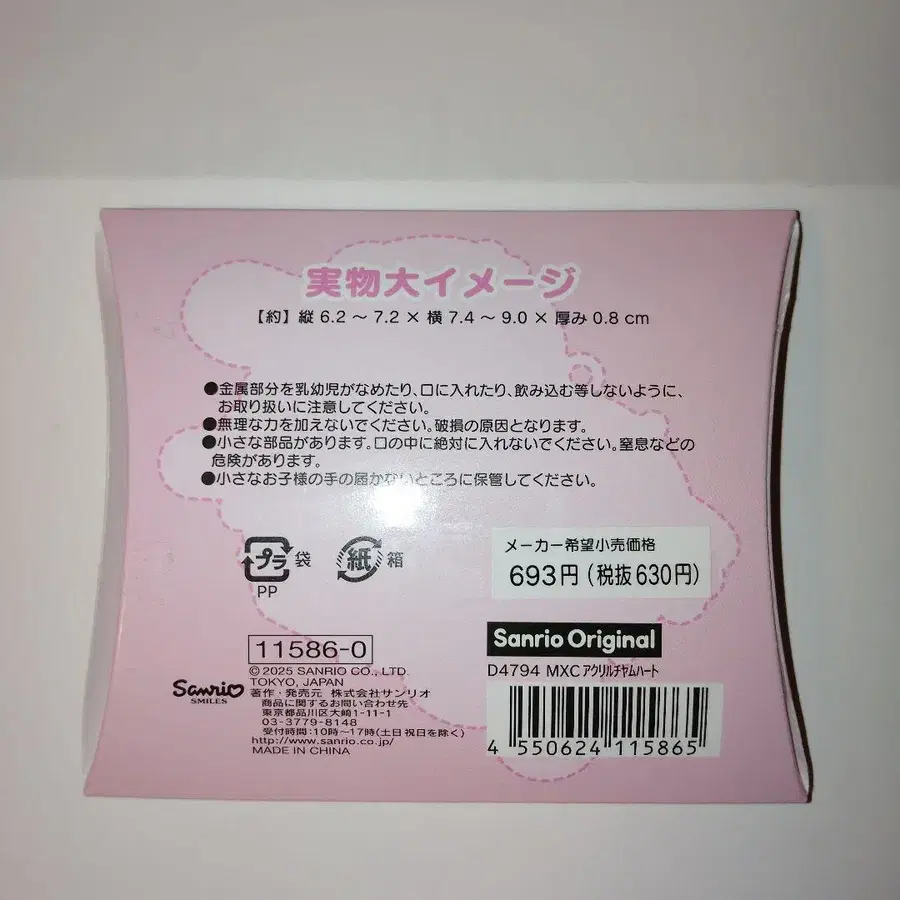 実物大イメージ
【約】縦 6.2 ～ 7.2 × 横 7.4 ～ 9.0 × 厚み 0.8 cm
●金属部分を乳幼児がなめたり、口に入れたり、飲み込む等しないように、
お取り扱いに注意してください。
●無理な力を加えないでください。破損の原因となります。
●小さな部品があります。口の中に絶対に入れないでください。窒息などの
危険があります。
●小さなお子様の手の届かないところに保管してください。
プラ 袋
PP
紙 箱
メーカー希望小売価格
693円（税抜630円）
11586-0
© 2025 SANRIO CO., LTD.
TOKYO, JAPAN
Sanrio
SMILES
著作・発売元 株式会社サンリオ
商品に関するお問い合わせ先
東京都品川区大崎1-11-1
03-3779-8148
受付時間：10時～17時(土日祝日を除く)
http://www.sanrio.co.jp/
MADE IN CHINA
Sanrio Original
D4794 MXC アクリルチャムハート
4 550624 115865